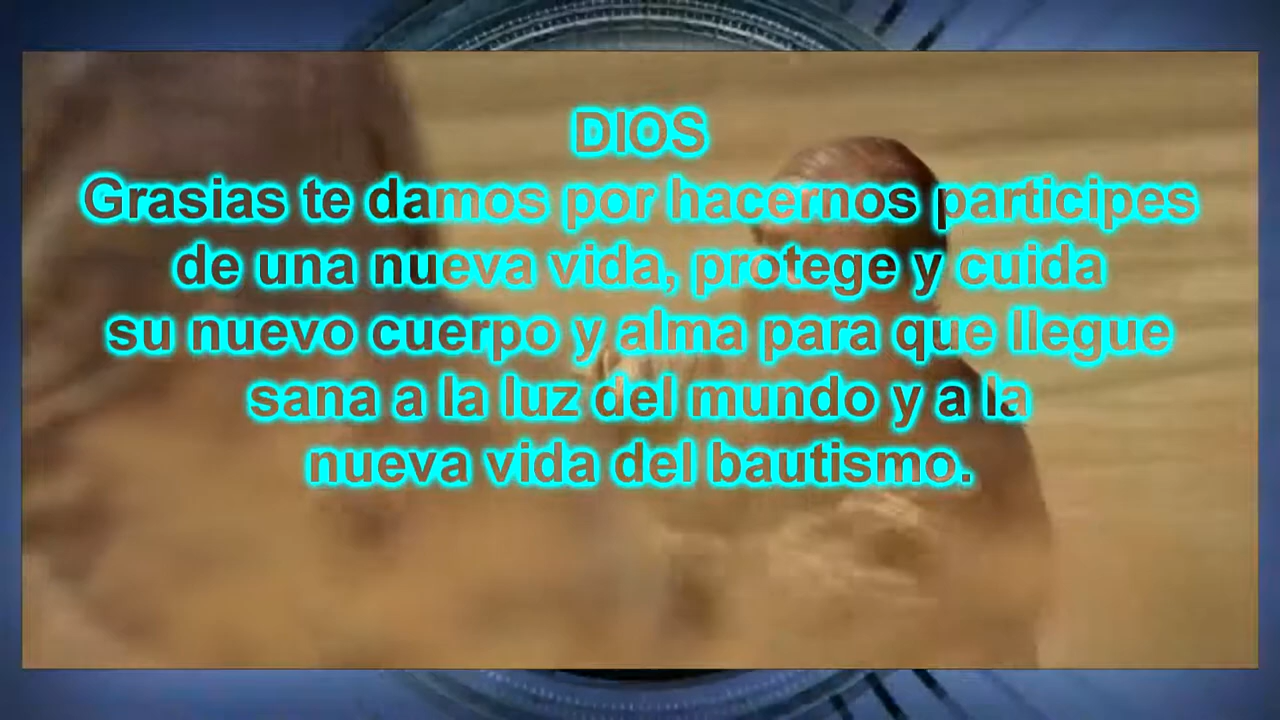 DIOS
Grasias te damos por hacernos participes
de una nueva vida, protege y cuida
su nuevo cuerpo y alma para que llegue
sana a la luz del mundo y a la
nueva vida del bautismo.